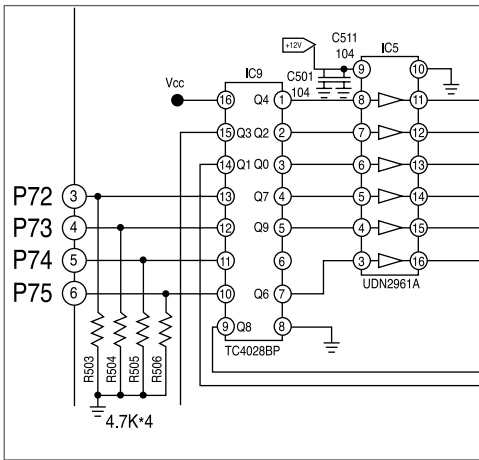 C511
IC5
+12V
104
IC9
C501
104
9
10
Vcc
16
Q4
1
8
11
15
Q3
Q2
2
7
12
14
Q1
Q0
3
6
13
P72
3
13
Q7
4
5
14
P73
4
12
Q9
5
4
15
P74
5
11
6
3
16
P75
6
10
Q6
7
UDN2961A
9
Q8
8
TC4028BP
R503
R504
R505
R506
4.7K*4